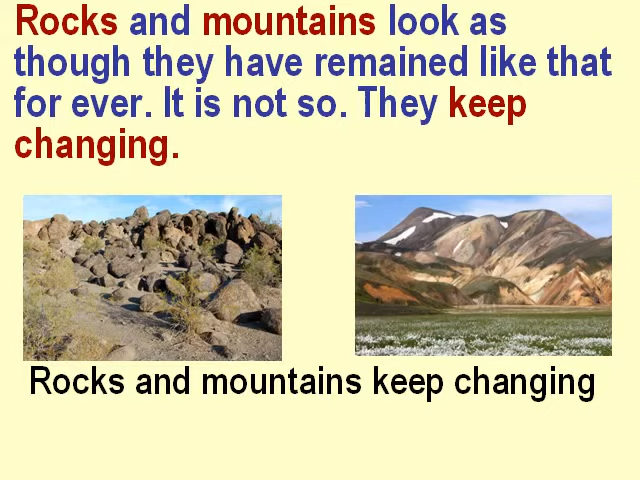 Rocks and mountains look as
though they have remained like that
for ever. It is not so. They keep
changing.
Rocks and mountains keep changing